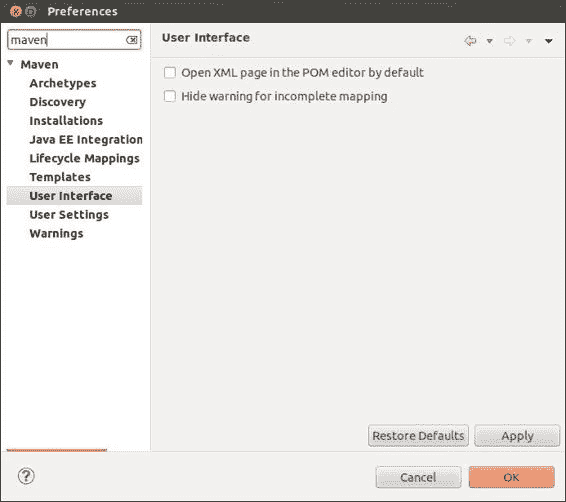 Preferences
maven
User Interface
Maven
Archetypes
Discovery
Installations
Java EE Integration
Lifecycle Mappings
Templates
User Interface
User Settings
Warnings
Open XML page in the POM editor by default
Hide warning for incomplete mapping
Restore Defaults
Apply
Cancel
OK